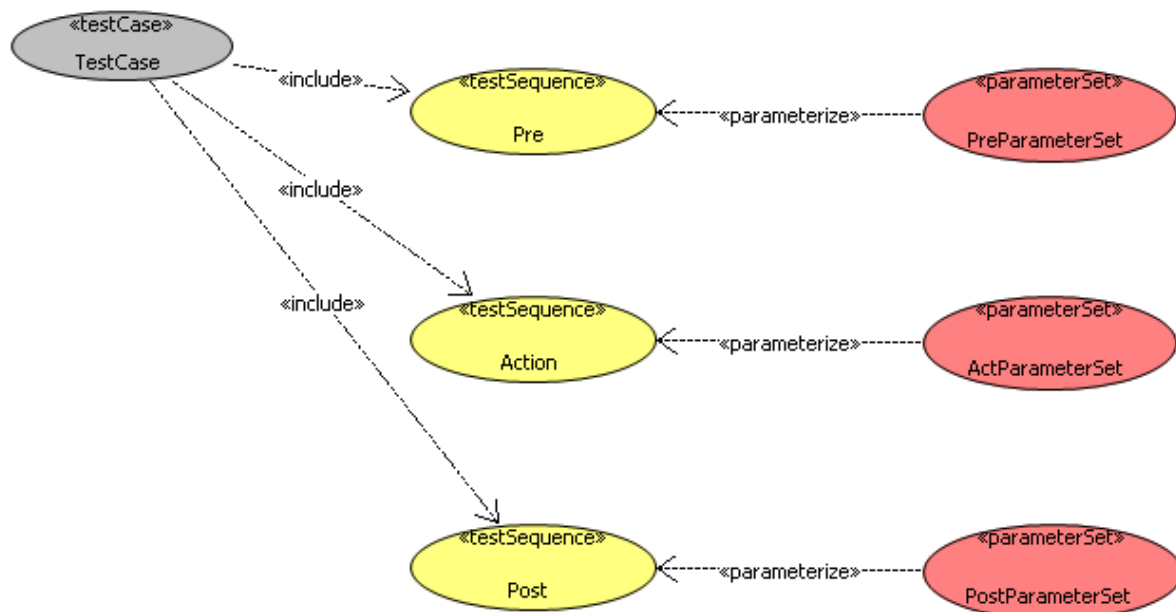 «testCase»
TestCase
«include»
«testSequence»
Pre
«parameterize»
«parameterSet»
PreParameterSet
«include»
«testSequence»
Action
«parameterize»
«parameterSet»
ActParameterSet
«include»
«testSequence»
Post
«parameterize»
«parameterSet»
PostParameterSet